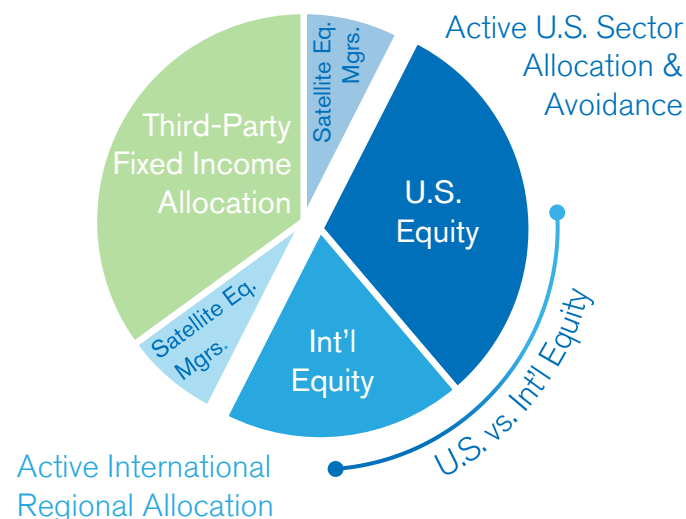 Active U.S. Sector
Allocation &
Avoidance
Satellite Eq.
Mgrs.
Third-Party
Fixed Income
Allocation
U.S.
Equity
Satellite Eq.
Mgrs.
Int'l
Equity
U.S. vs. Int'l Equity
Active International
Regional Allocation